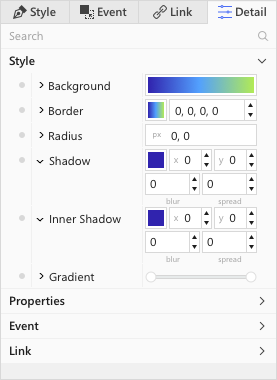 Style Event Link Detail
Search
Style
Background
Border 0, 0, 0, 0
Radius px 0, 0
Shadow x 0 y 0
0 0
blur spread
Inner Shadow x 0 y 0
0 0
blur spread
Gradient
Properties
Event
Link